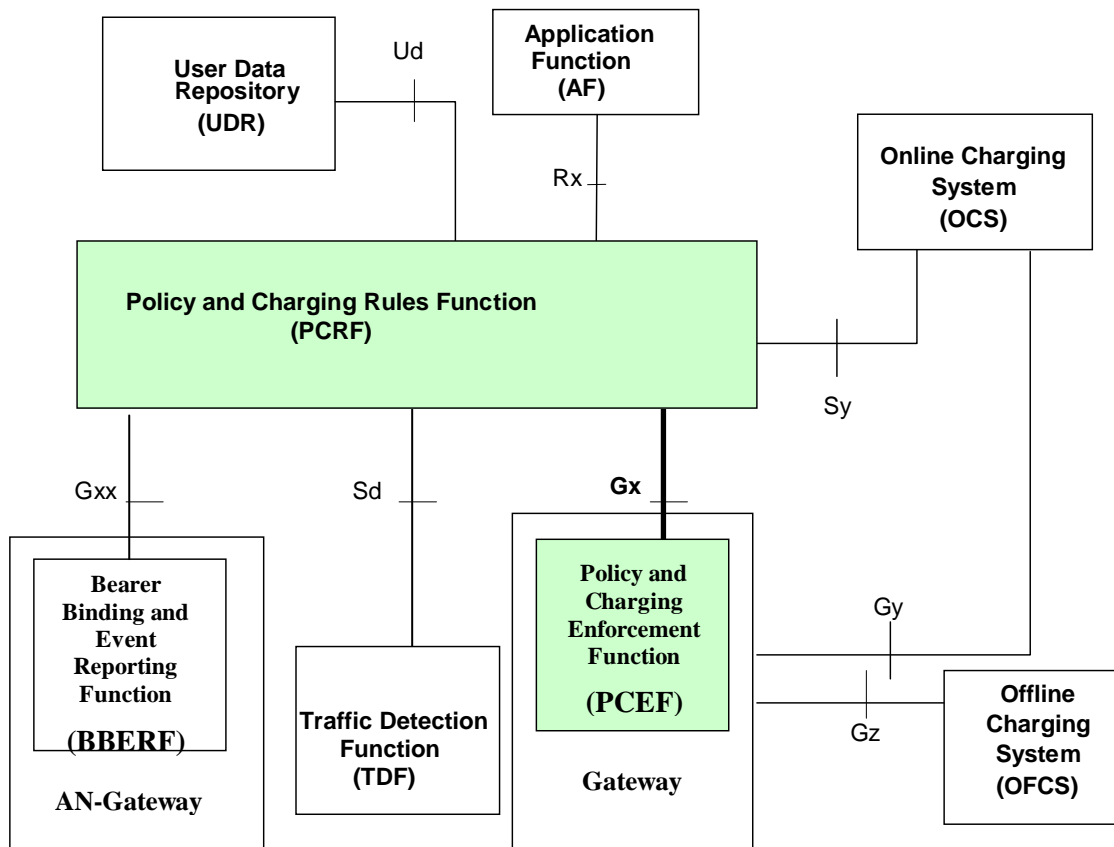 User Data
Repository
(UDR)
Ud
Application
Function
(AF)
Rx
Online Charging
System
(OCS)
Policy and Charging Rules Function
(PCRF)
Sy
Gxx
Sd
Gx
Bearer
Binding and
Event
Reporting
Function
(BBERF)
AN-Gateway
Traffic Detection
Function
(TDF)
Policy and
Charging
Enforcement
Function
(PCEF)
Gateway
Gy
Gz
Offline
Charging
System
(OFCS)